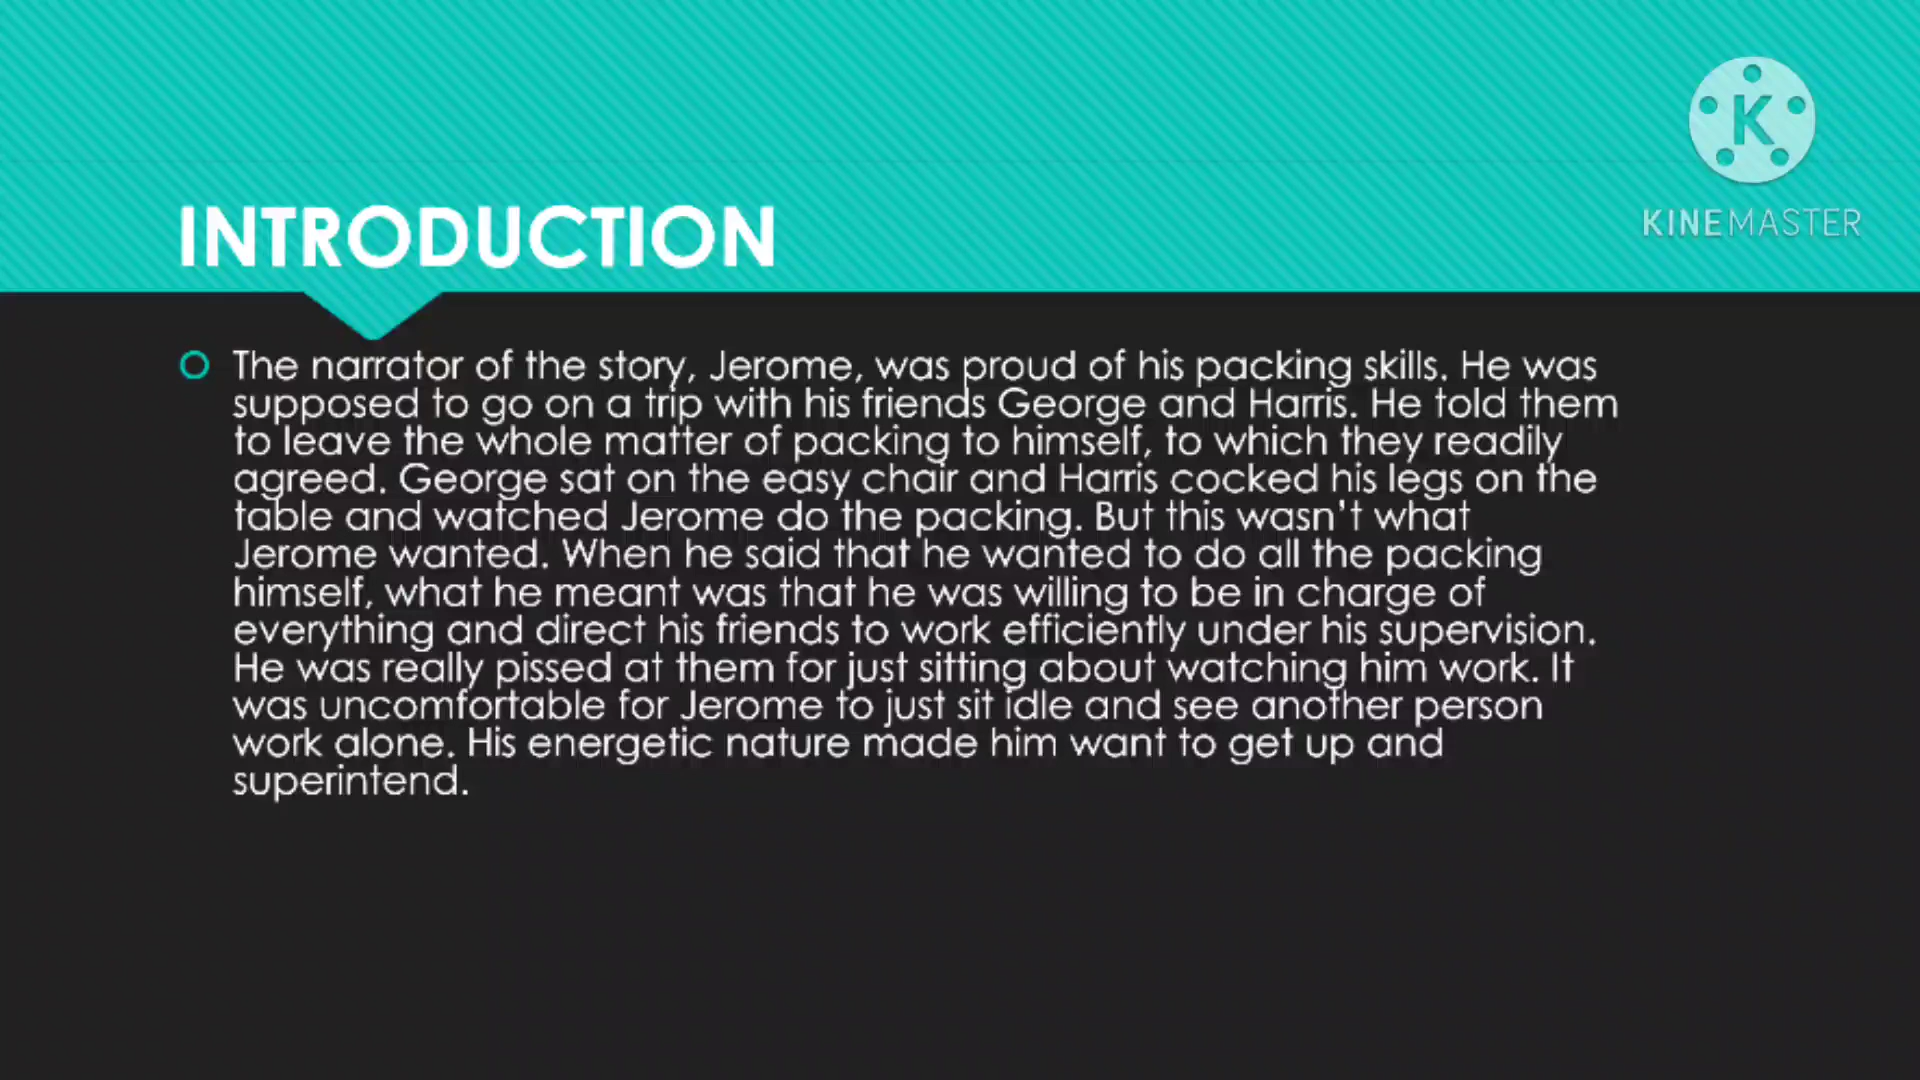 K
KINEMASTER
INTRODUCTION
The narrator of the story, Jerome, was proud of his packing skills. He was
supposed to go on a trip with his friends George and Harris. He told them
to leave the whole matter of packing to himself, to which they readily
agreed. George sat on the easy chair and Harris cocked his legs on the
table and watched Jerome do the packing. But this wasn't what
Jerome wanted. When he said that he wanted to do all the packing
himself, what he meant was that he was willing to be in charge of
everything and direct his friends to work efficiently under his supervision.
He was really pissed at them for just sitting about watching him work. It
was uncomfortable for Jerome to just sit idle and see another person
work alone. His energetic nature made him want to get up and
superintend.